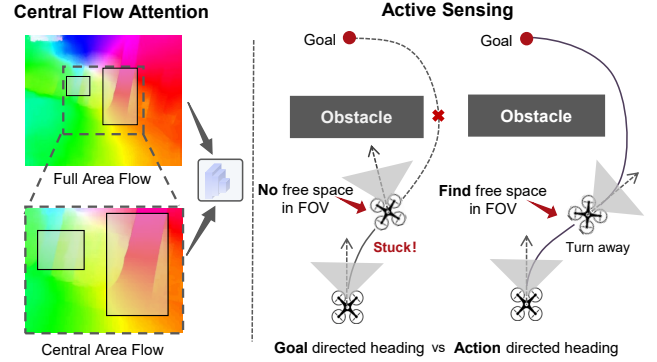 Central Flow Attention
Full Area Flow
Central Area Flow
Active Sensing
Goal
Obstacle
No free space
in FOV
Stuck!
Goal
Obstacle
Find free space
in FOV
Turn away
Goal directed heading vs Action directed heading